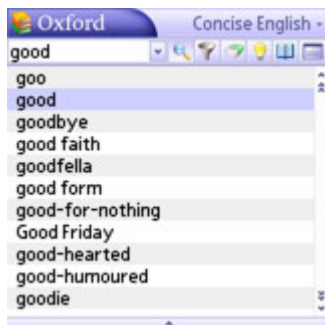 Oxford Concise English
good
goo
good
goodbye
good faith
goodfella
good form
good-for-nothing
Good Friday
good-hearted
good-humoured
goodie